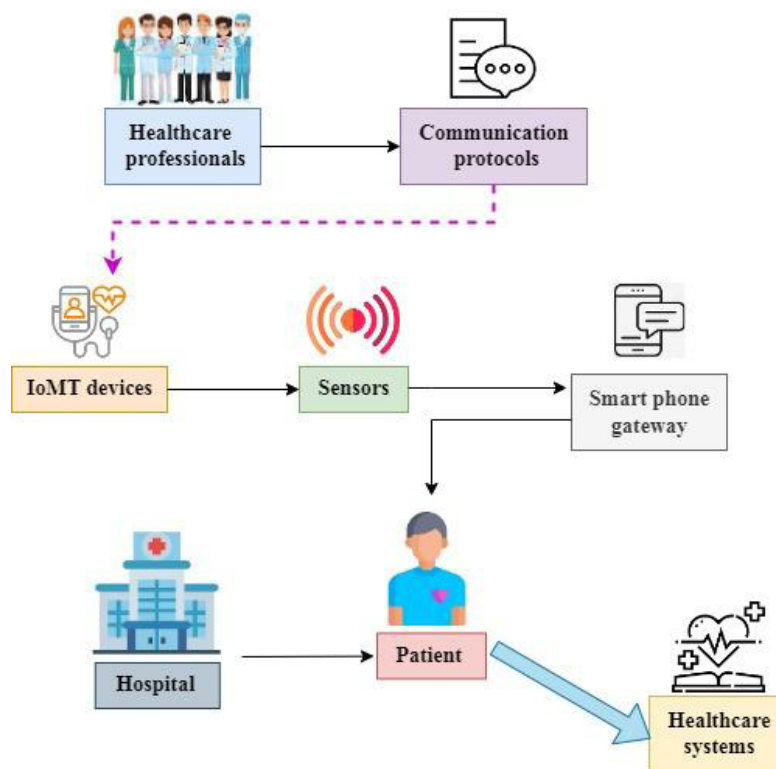 Healthcare
professionals
Communication
protocols
IoMT devices
Sensors
Smart phone
gateway
Hospital
Patient
Healthcare
systems